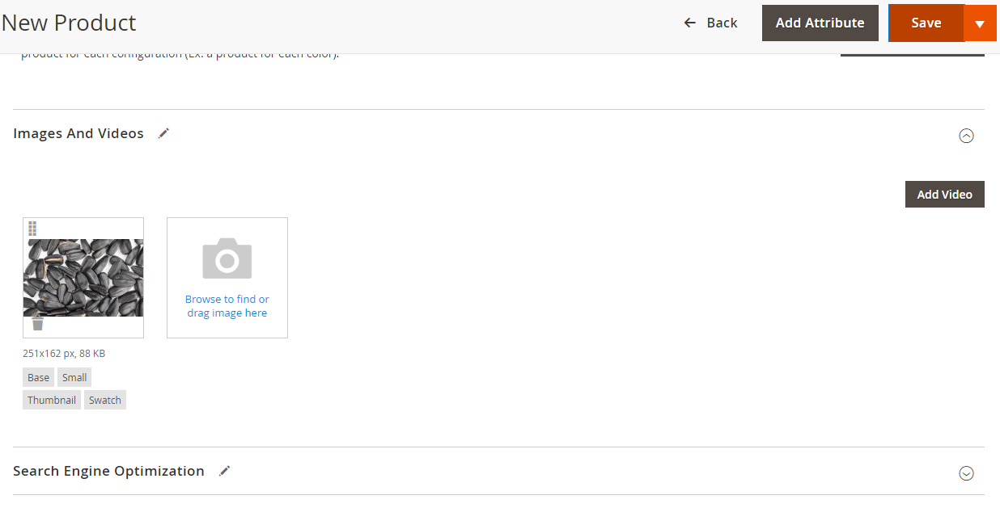 New Product
Back
Add Attribute
Save
product for each configuration (Ex. a product for each color).
Images And Videos
Add Video
Browse to find or
drag image here
251x162 px, 88 KB
Base Small
Thumbnail Swatch
Search Engine Optimization